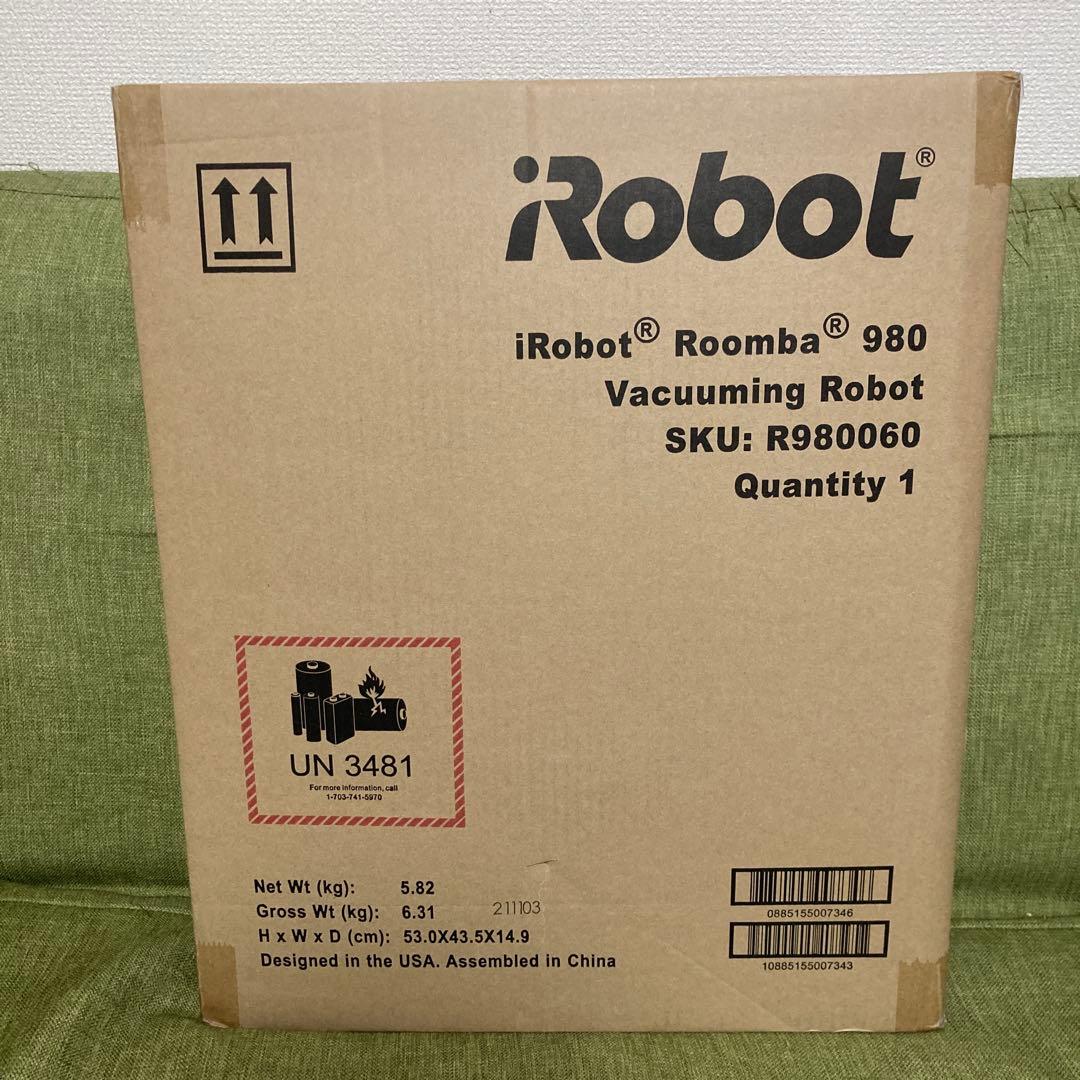 iRobot®
iRobot® Roomba® 980
Vacuuming Robot
SKU: R980060
Quantity 1
UN 3481
For more information, call
1-703-741-5970
Net Wt (kg): 5.82
Gross Wt (kg): 6.31
211103
H x W x D (cm): 53.0X43.5X14.9
Designed in the USA. Assembled in China
0885155007346
10885155007343